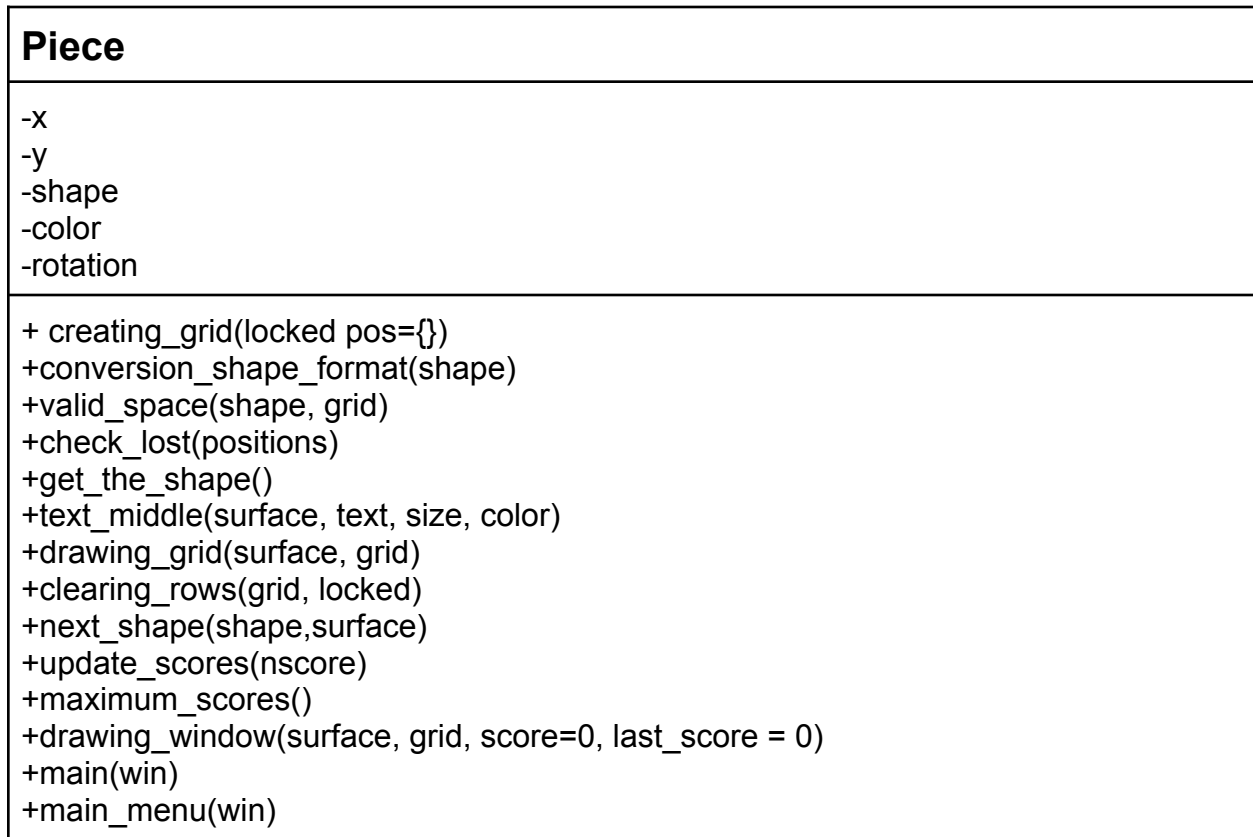 Piece
-x
-y
-shape
-color
-rotation
+ creating_grid(locked pos={})
+conversion_shape_format(shape)
+valid_space(shape, grid)
+check_lost(positions)
+get_the_shape()
+text_middle(surface, text, size, color)
+drawing_grid(surface, grid)
+clearing_rows(grid, locked)
+next_shape(shape,surface)
+update_scores(nscore)
+maximum_scores()
+drawing_window(surface, grid, score=0, last_score = 0)
+main(win)
+main_menu(win)